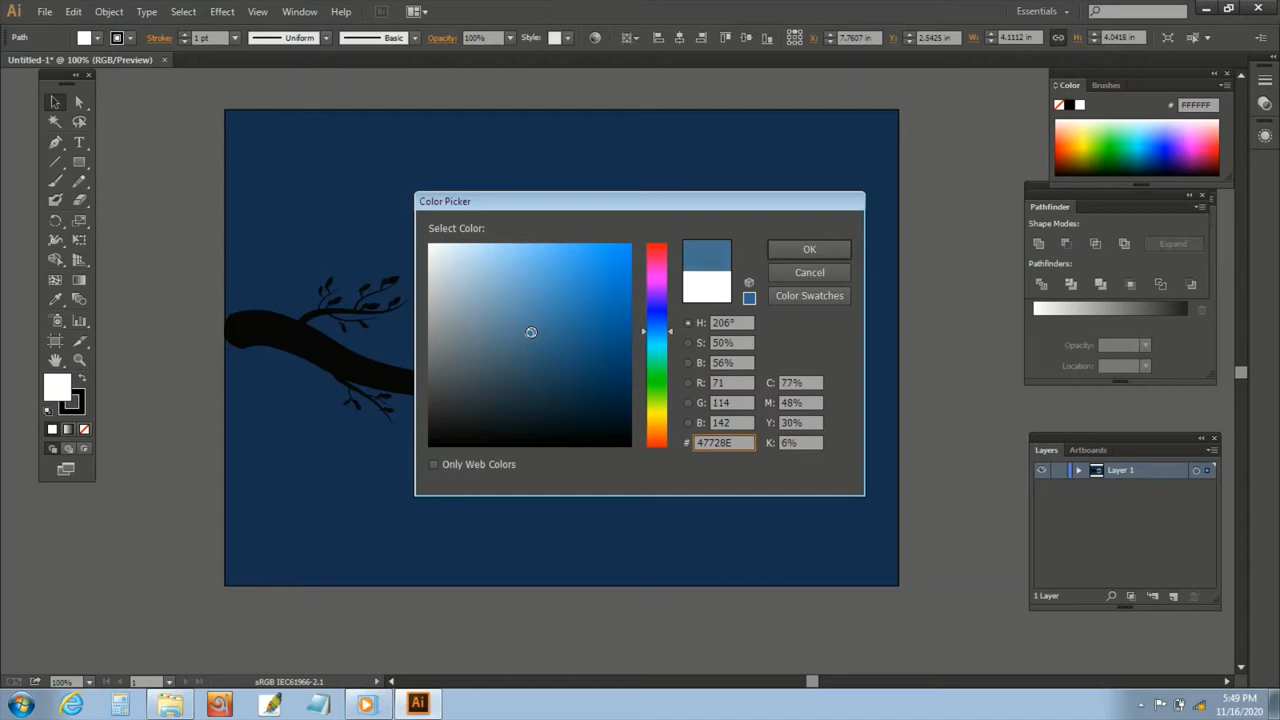 Ai File Edit Object Type Select Effect View Window Help Essentials
Path Stroke: 1 pt Uniform Basic Opacity: 100% Style: X: 7.7607 in Y: 2.5425 in W: 4.1112 in H: 4.0418 in
Untitled-1* @ 100% (RGB/Preview) ×
Color Brushes
# FFFFFF
Color Picker
Select Color:
OK
Cancel
Color Swatches
H: 206°
S: 50%
B: 56%
R: 71 C: 77%
G: 114 M: 48%
B: 142 Y: 30%
# 47728E K: 6%
Only Web Colors
Pathfinder
Shape Modes:
Expand
Pathfinders:
Opacity:
Location:
Layers Artboards
Layer 1
1 Layer
100% 1 sRGB IEC61966-2.1
Ai
5:49 PM
11/16/2020